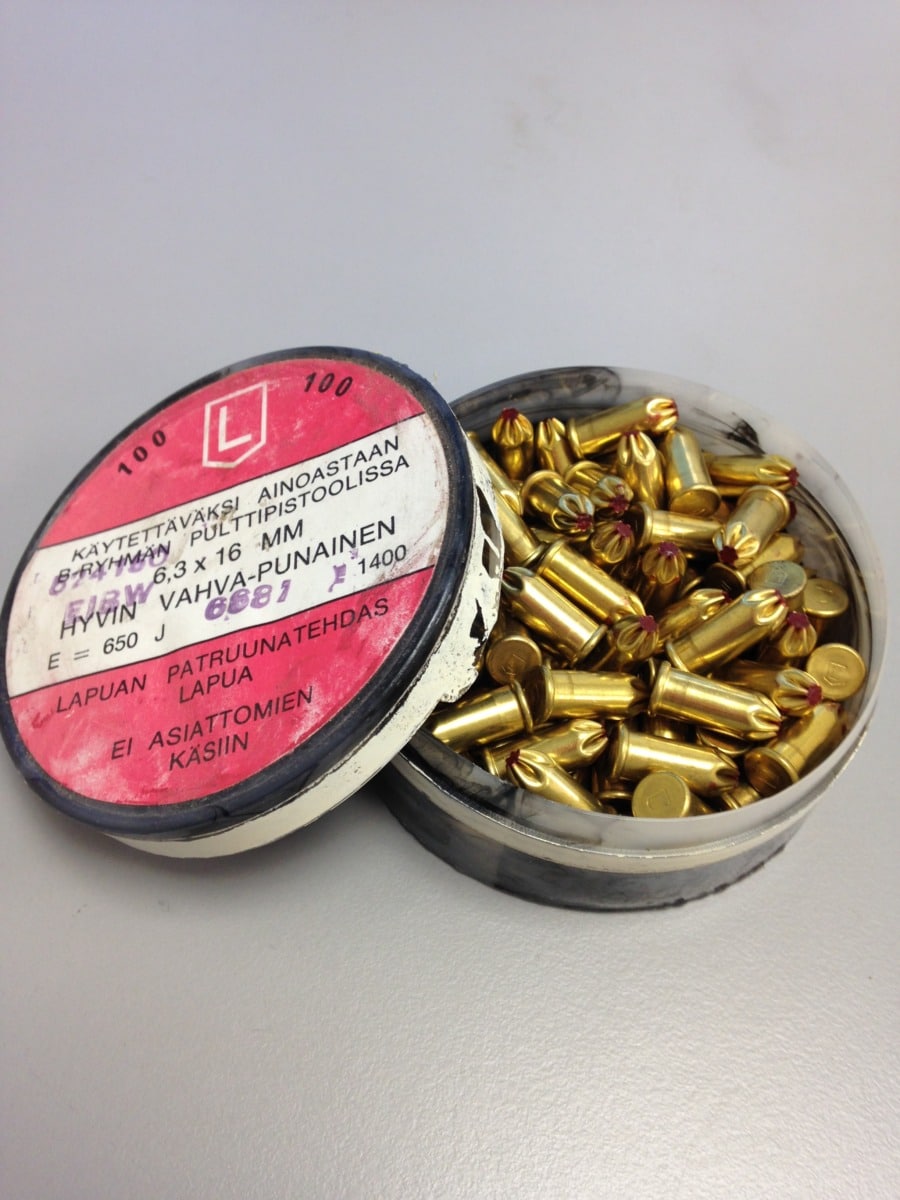 100
100
L
KÄYTETTÄVÄKSI AINOASTAAN
B-RYHMÄN PULTTIPISTOOLISSA
6,3 x 16 MM
HYVIN VAHVA-PUNAINEN
6681
E = 650 J
1400
LAPUAN PATRUUNATEHDAS
LAPUA
EI ASIATTOMIEN
KÄSIIN